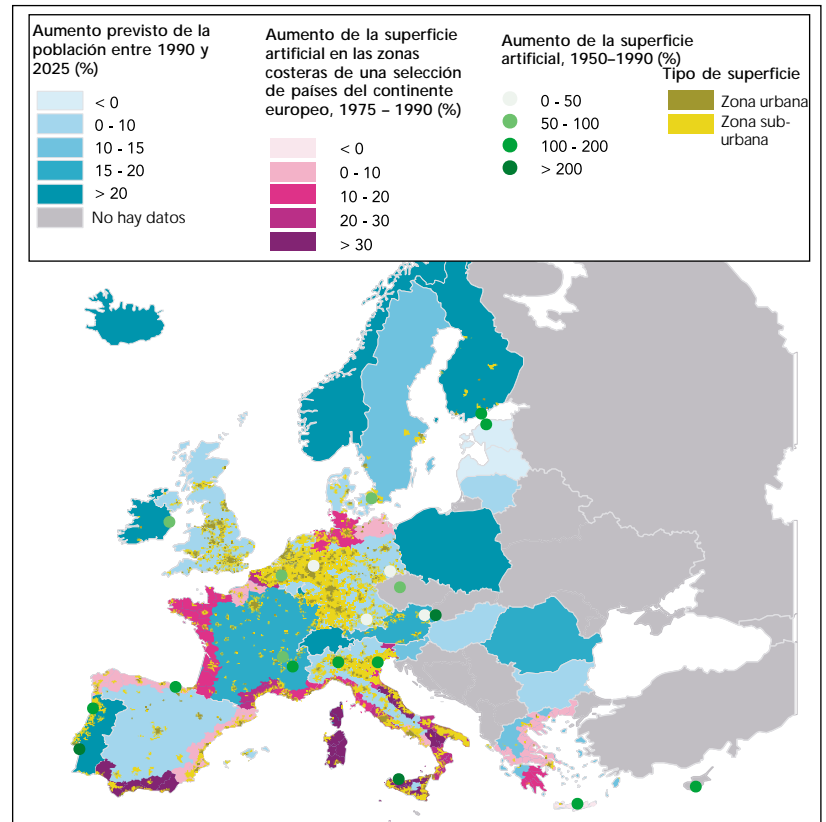 Aumento previsto de la
población entre 1990 y
2025 (%)
< 0
0 - 10
10 - 15
15 - 20
> 20
No hay datos
Aumento de la superficie
artificial en las zonas
costeras de una selección
de países del continente
europeo, 1975 – 1990 (%)
< 0
0 - 10
10 - 20
20 - 30
> 30
Aumento de la superficie
artificial, 1950–1990 (%)
0 - 50
50 - 100
100 - 200
> 200
Tipo de superficie
Zona urbana
Zona sub-
urbana